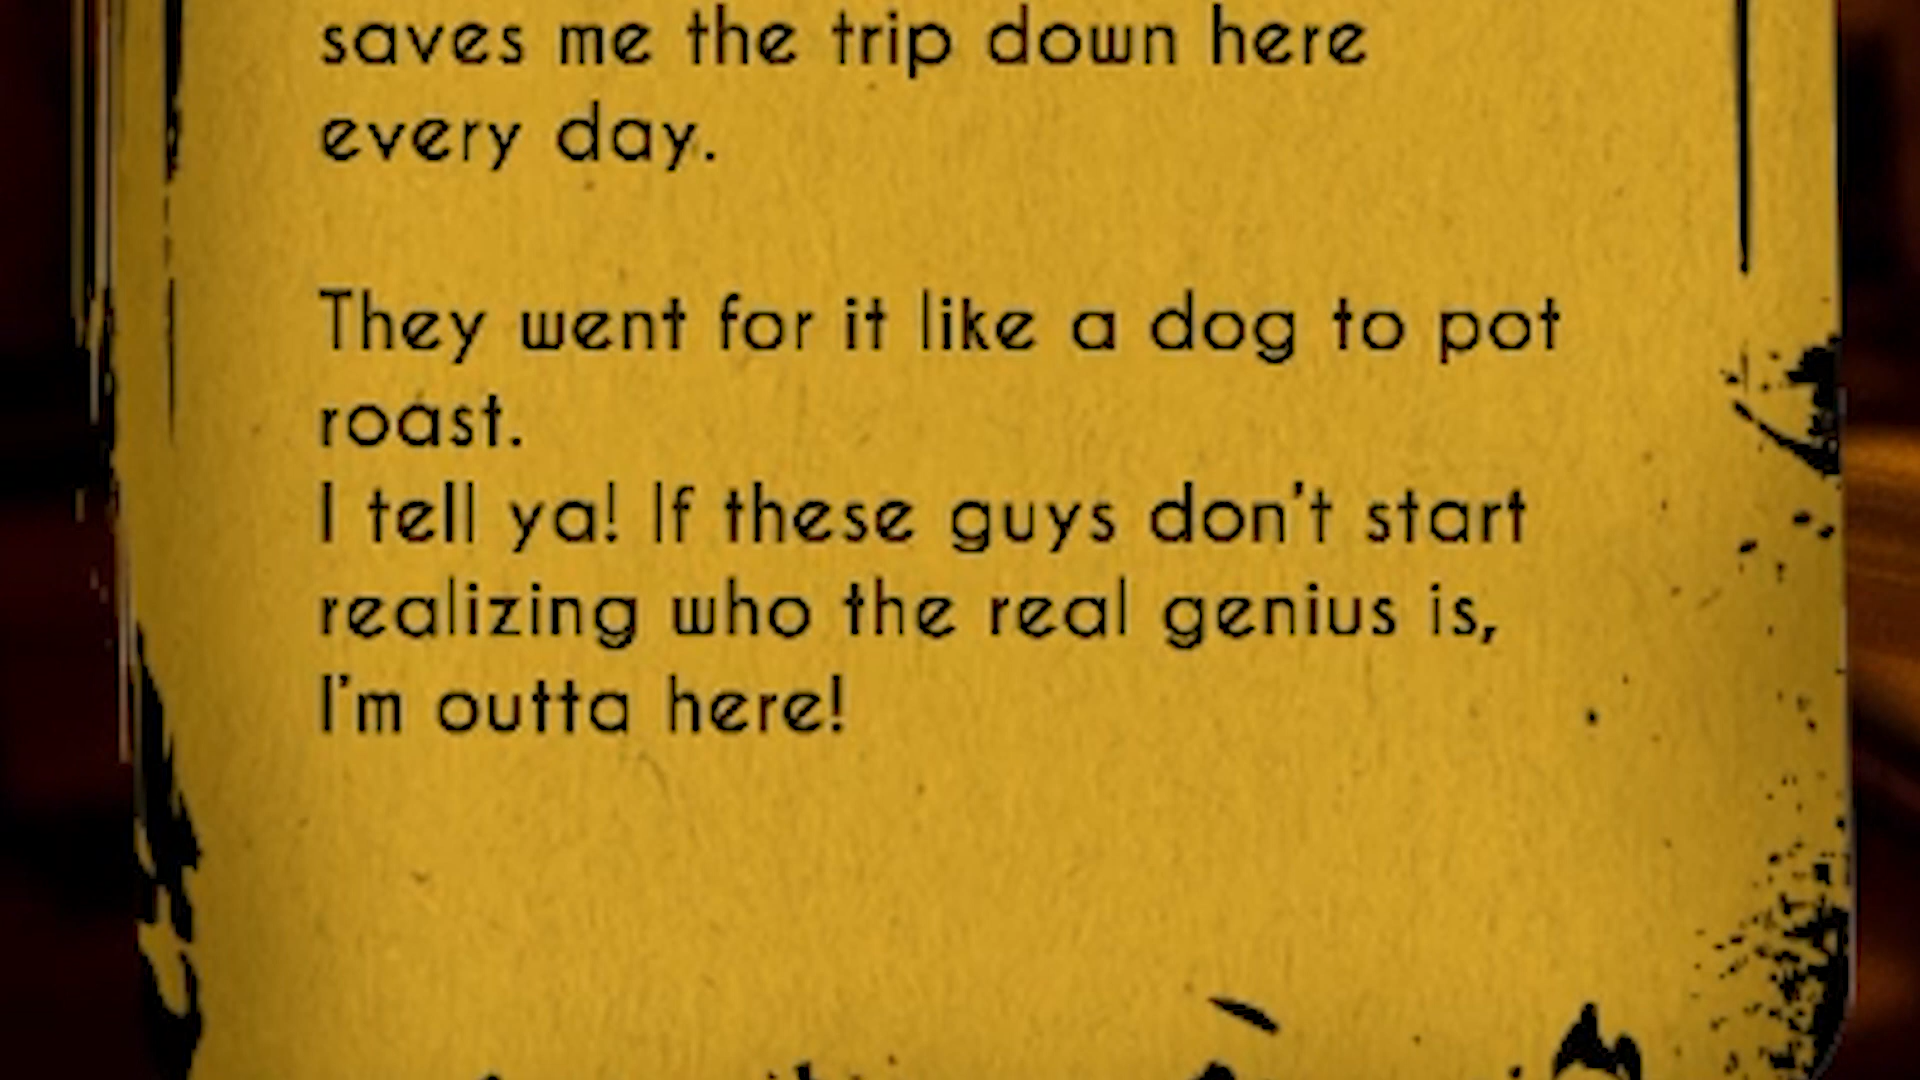 saves me the trip down here
every day.
They went for it like a dog to pot
roast.
I tell ya! If these guys don't start
realizing who the real genius is,
I'm outta here!